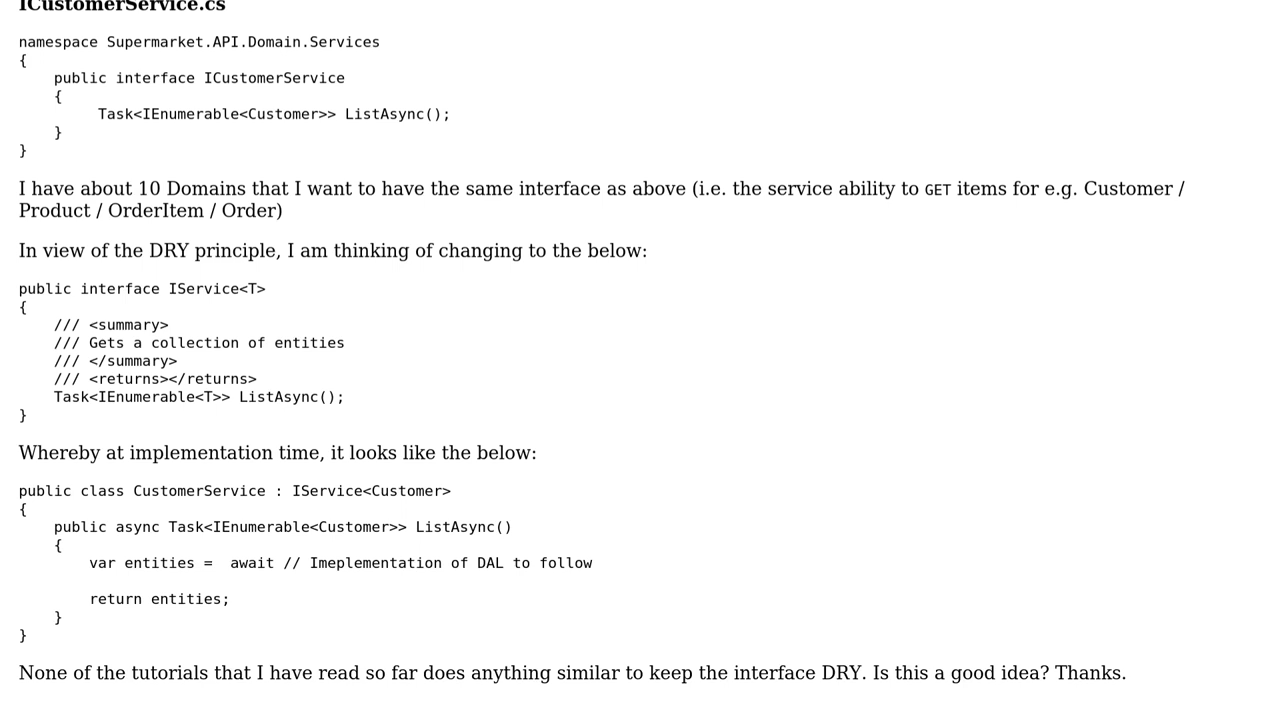 ICustomerService.cs
namespace Supermarket.API.Domain.Services
{
    public interface ICustomerService
    {
         Task<IEnumerable<Customer>> ListAsync();
    }
}
I have about 10 Domains that I want to have the same interface as above (i.e. the service ability to GET items for e.g. Customer /
Product / OrderItem / Order)
In view of the DRY principle, I am thinking of changing to the below:
public interface IService<T>
{
    /// <summary>
    /// Gets a collection of entities
    /// </summary>
    /// <returns></returns>
    Task<IEnumerable<T>> ListAsync();
}
Whereby at implementation time, it looks like the below:
public class CustomerService : IService<Customer>
{
    public async Task<IEnumerable<Customer>> ListAsync()
    {
        var entities =  await // Imeplementation of DAL to follow
        return entities;
    }
}
None of the tutorials that I have read so far does anything similar to keep the interface DRY. Is this a good idea? Thanks.